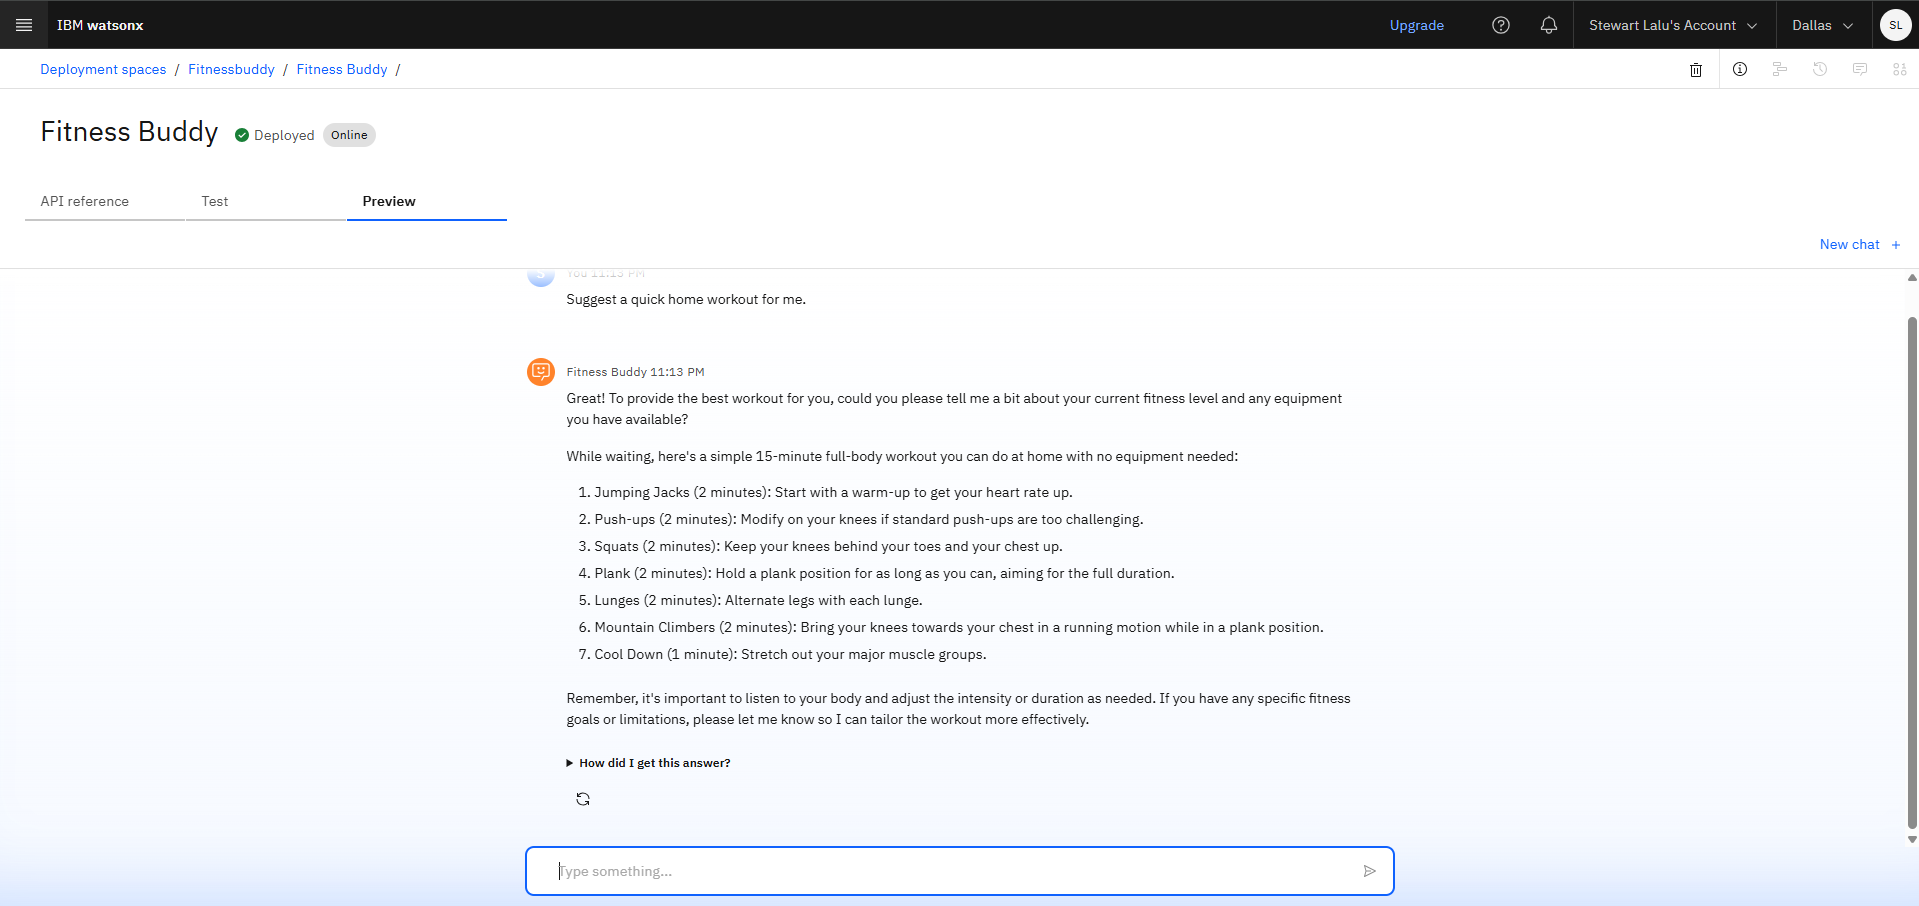 IBM watsonx
Upgrade
Stewart Lalu's Account
Dallas
SL
Deployment spaces / Fitnessbuddy / Fitness Buddy /
Fitness Buddy
Deployed
Online
API reference
Test
Preview
New chat +
S
You 11:13 PM
Suggest a quick home workout for me.
Fitness Buddy 11:13 PM
Great! To provide the best workout for you, could you please tell me a bit about your current fitness level and any equipment
you have available?
While waiting, here's a simple 15-minute full-body workout you can do at home with no equipment needed:
1. Jumping Jacks (2 minutes): Start with a warm-up to get your heart rate up.
2. Push-ups (2 minutes): Modify on your knees if standard push-ups are too challenging.
3. Squats (2 minutes): Keep your knees behind your toes and your chest up.
4. Plank (2 minutes): Hold a plank position for as long as you can, aiming for the full duration.
5. Lunges (2 minutes): Alternate legs with each lunge.
6. Mountain Climbers (2 minutes): Bring your knees towards your chest in a running motion while in a plank position.
7. Cool Down (1 minute): Stretch out your major muscle groups.
Remember, it's important to listen to your body and adjust the intensity or duration as needed. If you have any specific fitness
goals or limitations, please let me know so I can tailor the workout more effectively.
How did I get this answer?
Type something...